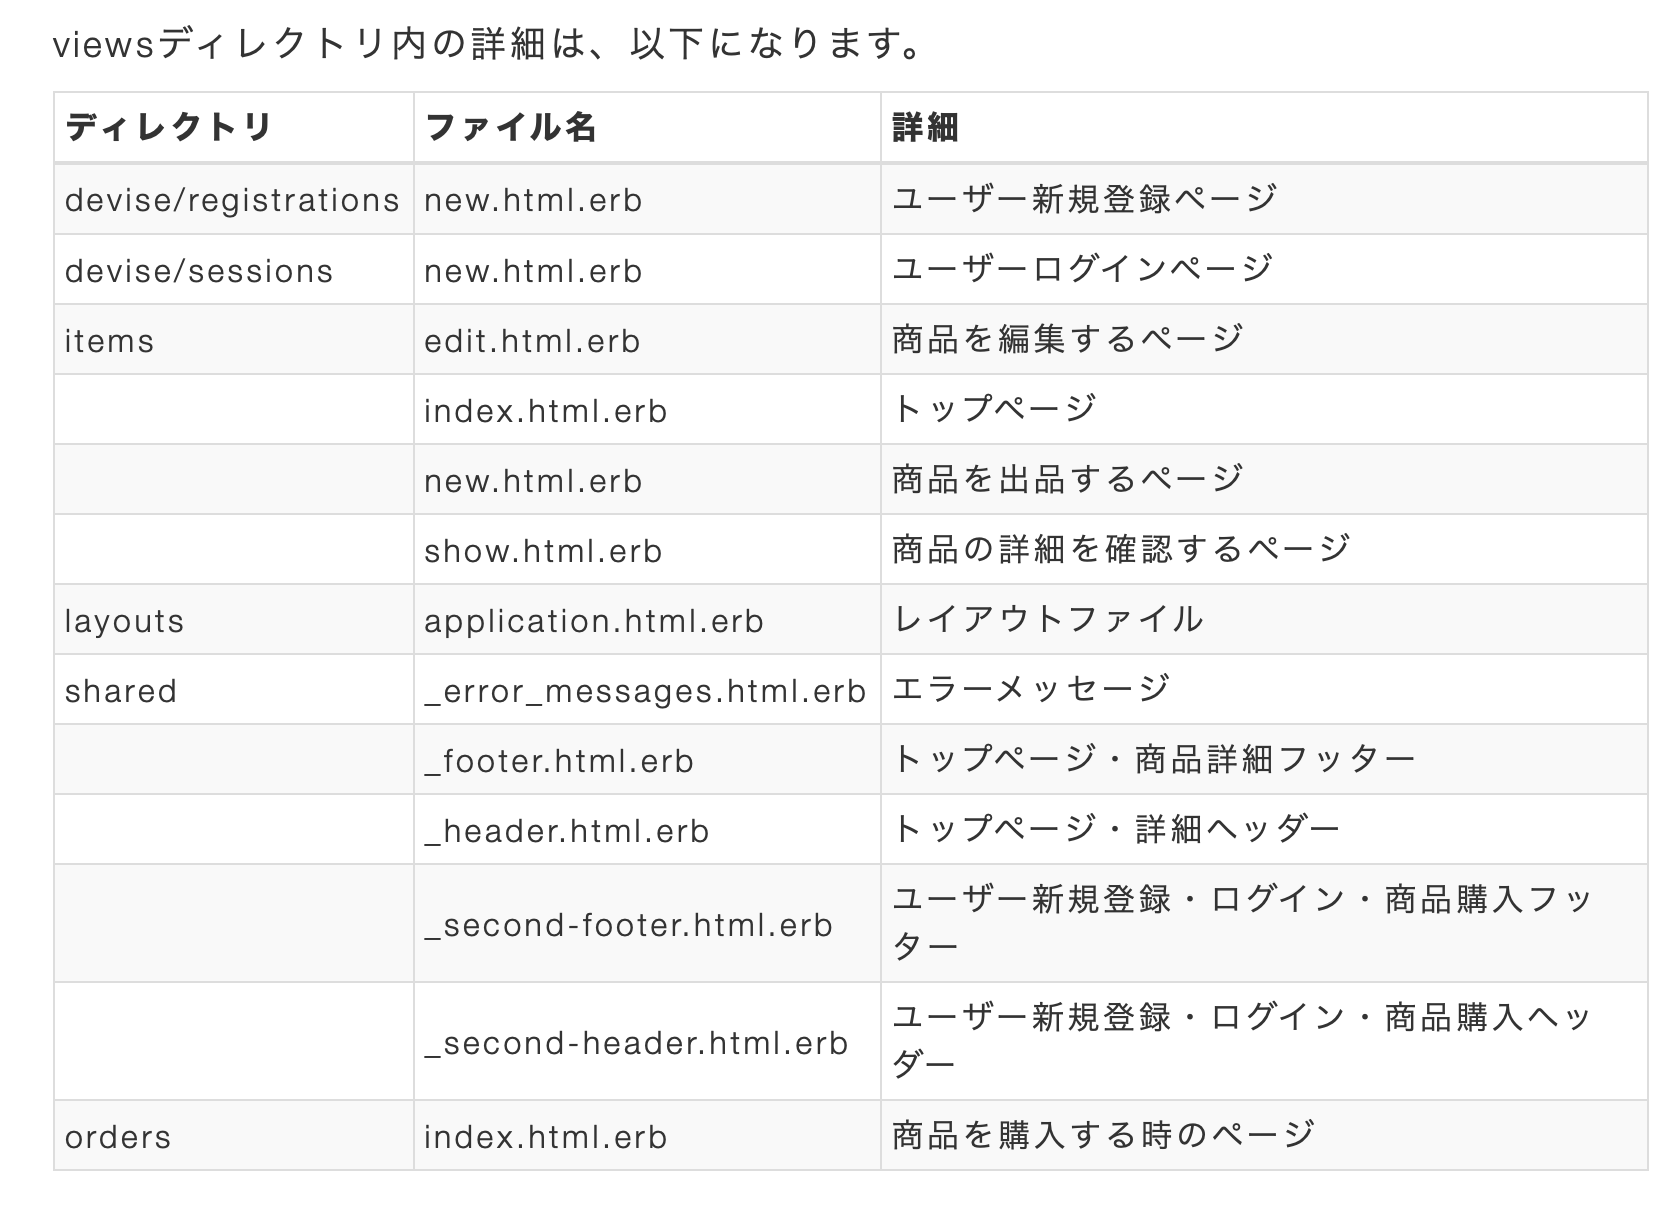 viewsディレクトリ内の詳細は、以下になります。
ディレクトリ ファイル名 詳細
devise/registrations new.html.erb ユーザー新規登録ページ
devise/sessions new.html.erb ユーザーログインページ
items edit.html.erb 商品を編集するページ
index.html.erb トップページ
new.html.erb 商品を出品するページ
show.html.erb 商品の詳細を確認するページ
layouts application.html.erb レイアウトファイル
shared _error_messages.html.erb エラーメッセージ
_footer.html.erb トップページ・商品詳細フッター
_header.html.erb トップページ・詳細ヘッダー
_second-footer.html.erb ユーザー新規登録・ログイン・商品購入フッ
ター
_second-header.html.erb ユーザー新規登録・ログイン・商品購入ヘッ
ダー
orders index.html.erb 商品を購入する時のページ